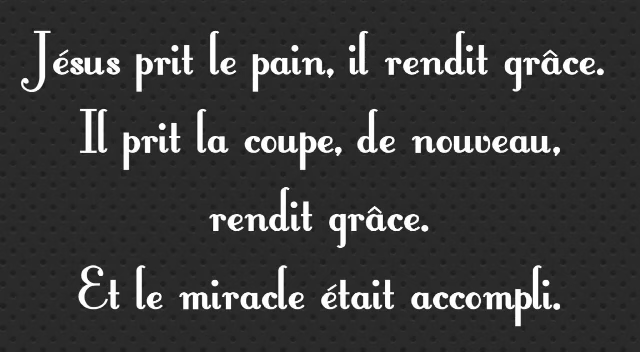 Jésus prit le pain, il rendit grâce.
Il prit la coupe, de nouveau,
rendit grâce.
Et le miracle était accompli.